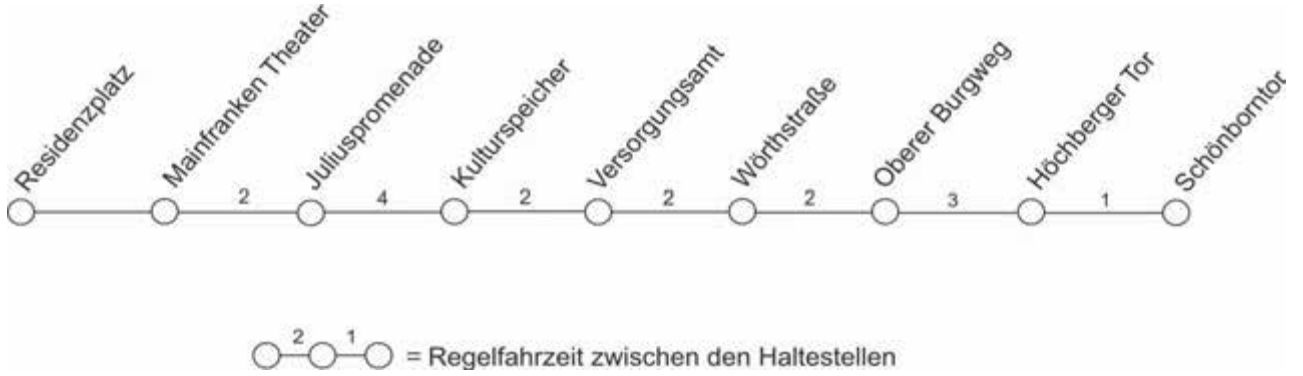 Residenzplatz
Mainfranken Theater
Juliuspromenade
Kulturspeicher
Versorgungsamt
Wörthstraße
Oberer Burgweg
Höchberger Tor
Schönborntor
2
4
2
2
2
3
1
2 1 = Regelfahrzeit zwischen den Haltestellen